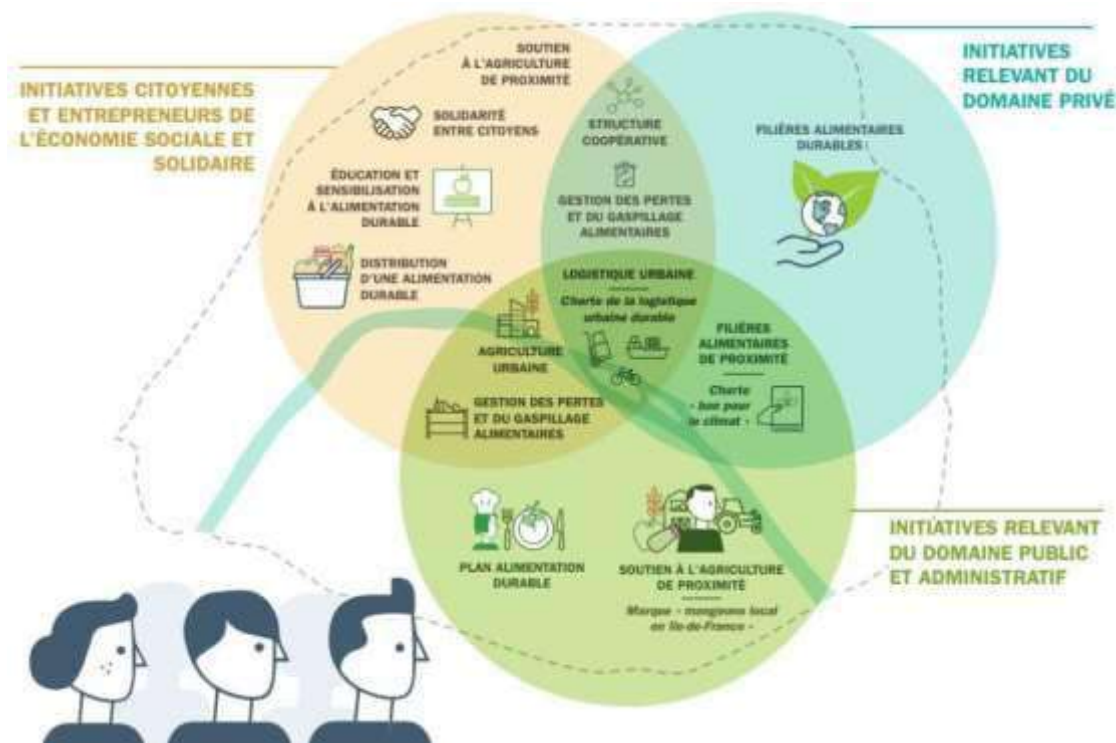 INITIATIVES CITOYENNES
ET ENTREPRENEURS DE
L'ÉCONOMIE SOCIALE ET
SOLIDAIRE
SOUTIEN
À L'AGRICULTURE
DE PROXIMITÉ
SOLIDARITÉ
ENTRE CITOYENS
ÉDUCATION ET
SENSIBILISATION
À L'ALIMENTATION
DURABLE
DISTRIBUTION
D'UNE ALIMENTATION
DURABLE
STRUCTURE
COOPÉRATIVE
GESTION DES PERTES
ET DU GASPILLAGE
ALIMENTAIRES
INITIATIVES
RELEVANT DU
DOMAINE PRIVÉ
FILIÈRES ALIMENTAIRES
DURABLES
LOGISTIQUE URBAINE
Charte de la logistique
urbaine durable
AGRICULTURE
URBAINE
GESTION DES PERTES
ET DU GASPILLAGE
ALIMENTAIRES
FILIÈRES
ALIMENTAIRES
DE PROXIMITÉ
Charte
« bon pour
le climat »
PLAN ALIMENTATION
DURABLE
SOUTIEN À L'AGRICULTURE
DE PROXIMITÉ
Marque « mangeons local
en Île-de-France »
INITIATIVES RELEVANT
DU DOMAINE PUBLIC
ET ADMINISTRATIF